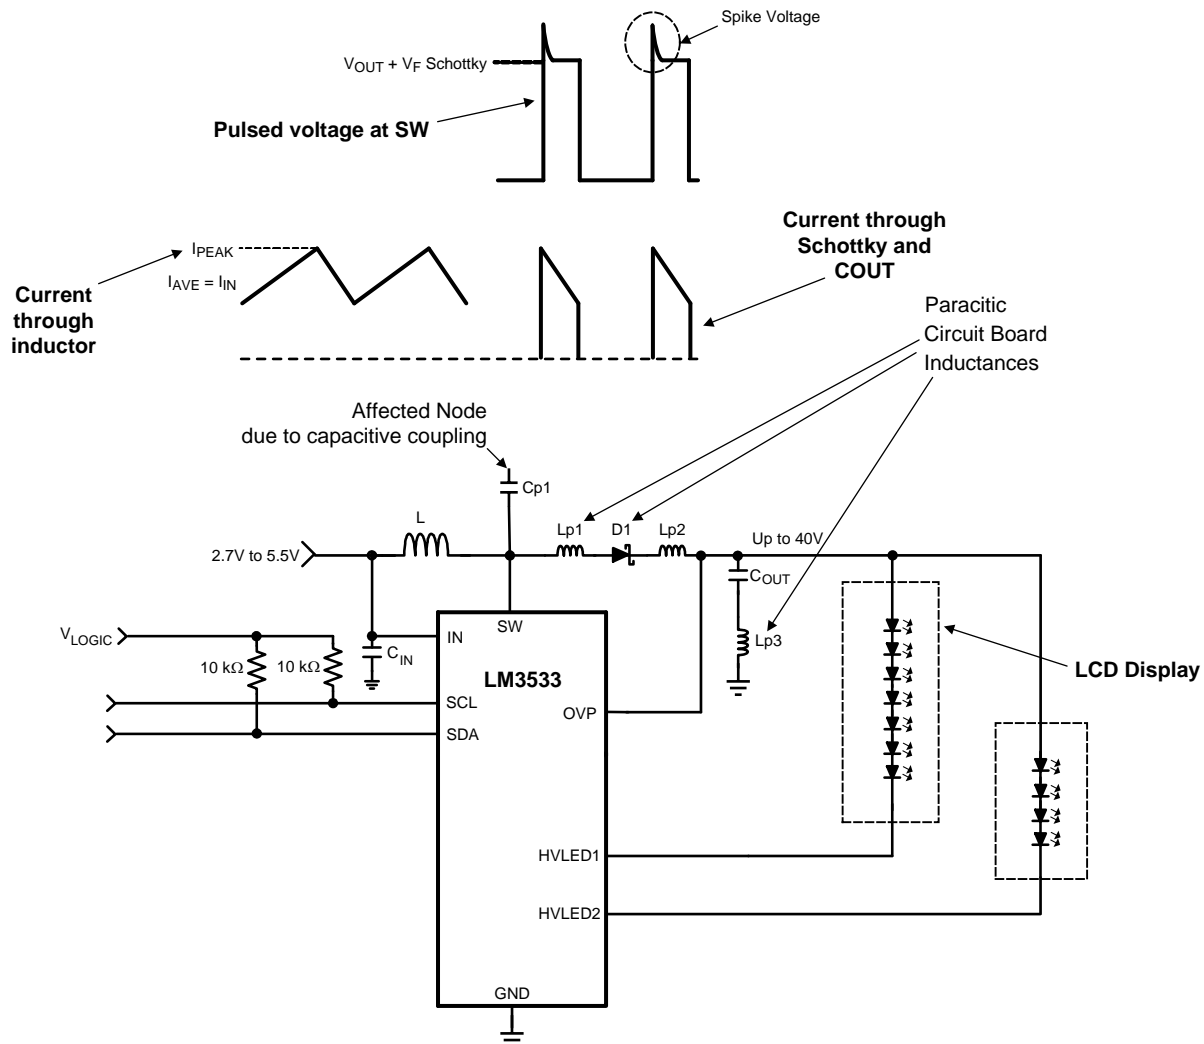 Spike Voltage
VOUT + VF Schottky
Pulsed voltage at SW
Current through
Schottky and
COUT
IPEAK
IAVE = IIN
Current
through
inductor
Paracitic
Circuit Board
Inductances
Affected Node
due to capacitive coupling
Cp1
L
Lp1
D1
Lp2
Up to 40V
2.7V to 5.5V
COUT
SW
VLOGIC
IN
CIN
Lp3
10 kΩ
10 kΩ
LM3533
LCD Display
SCL
OVP
SDA
HVLED1
HVLED2
GND